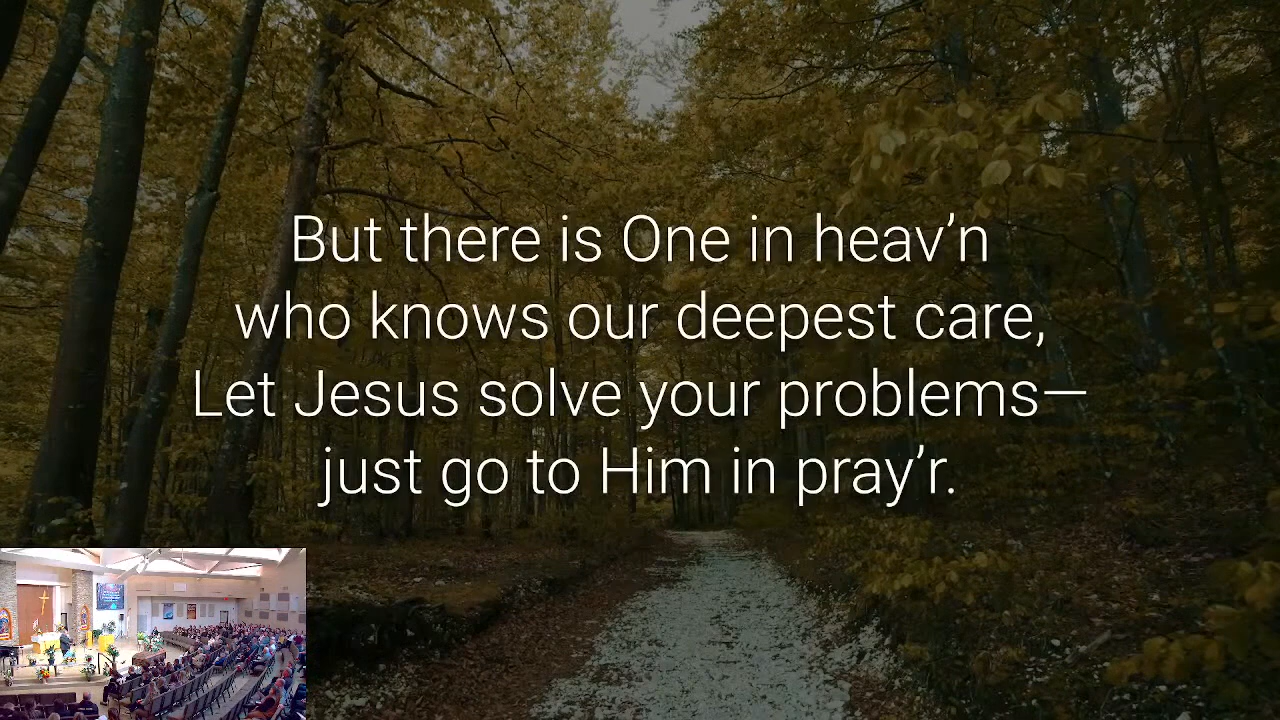 But there is One in heav’n
who knows our deepest care,
Let Jesus solve your problems—
just go to Him in pray’r.